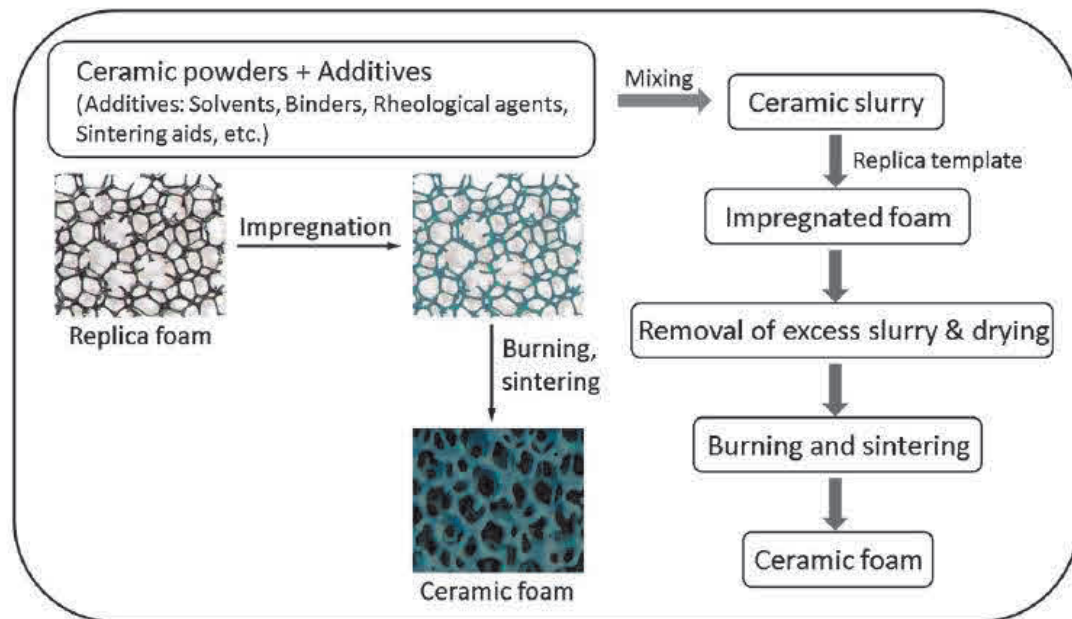 Ceramic powders + Additives
(Additives: Solvents, Binders, Rheological agents,
Sintering aids, etc.)
Mixing
Ceramic slurry
Replica template
Impregnated foam
Removal of excess slurry & drying
Burning and sintering
Ceramic foam
Replica foam
Impregnation
Burning,
sintering
Ceramic foam